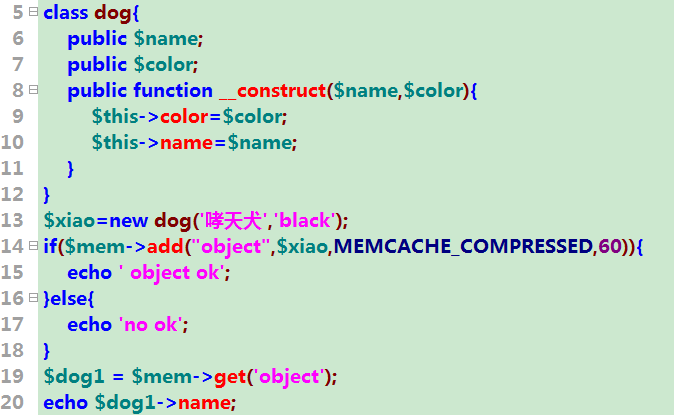 5 class dog{
6 public $name;
7 public $color;
8 public function __construct($name,$color){
9 $this->color=$color;
10 $this->name=$name;
11 }
12 }
13 $xiao=new dog('哮天犬','black');
14 if($mem->add("object",$xiao,MEMCACHE_COMPRESSED,60)){
15 echo ' object ok';
16 }else{
17 echo 'no ok';
18 }
19 $dog1 = $mem->get('object');
20 echo $dog1->name;